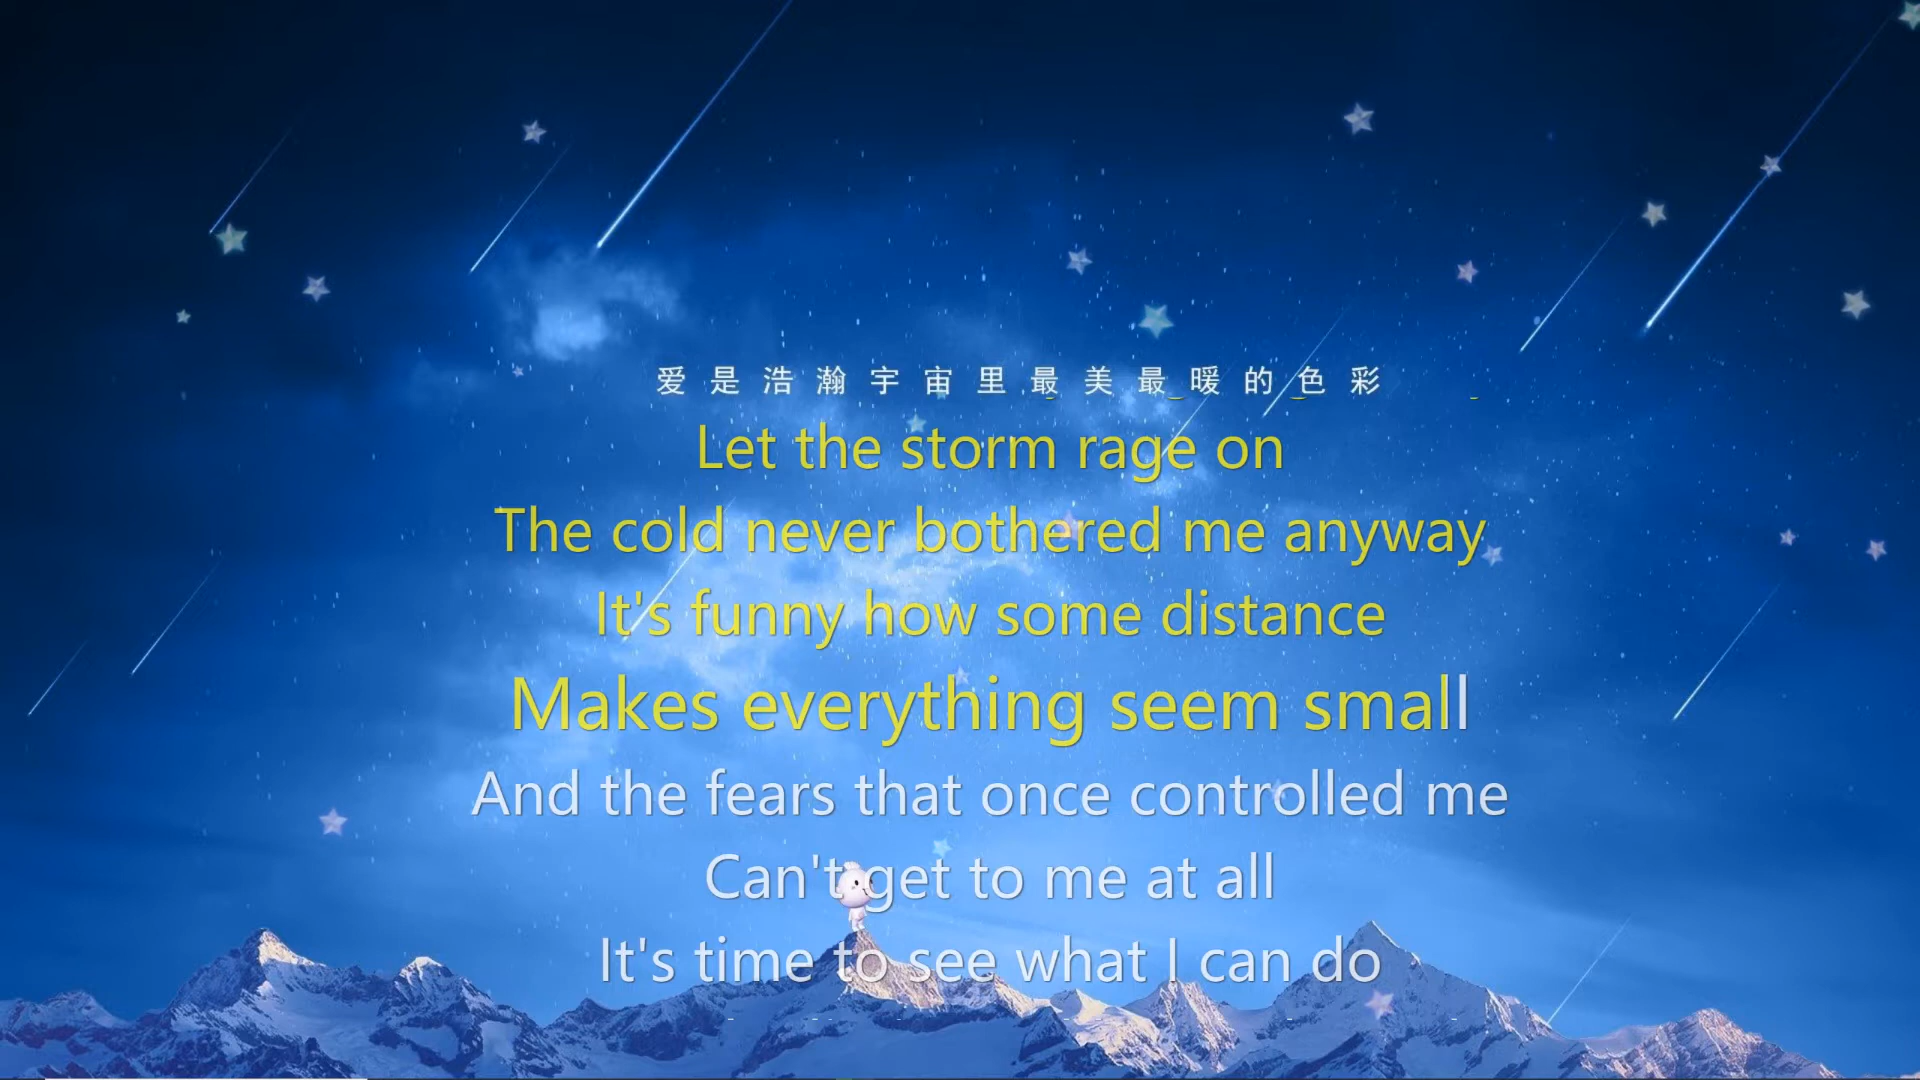 爱是浩瀚宇宙里最美最暖的色彩
Let the storm rage on
The cold never bothered me anyway
It's funny how some distance
Makes everything seem small
And the fears that once controlled me
Can't get to me at all
It's time to see what I can do